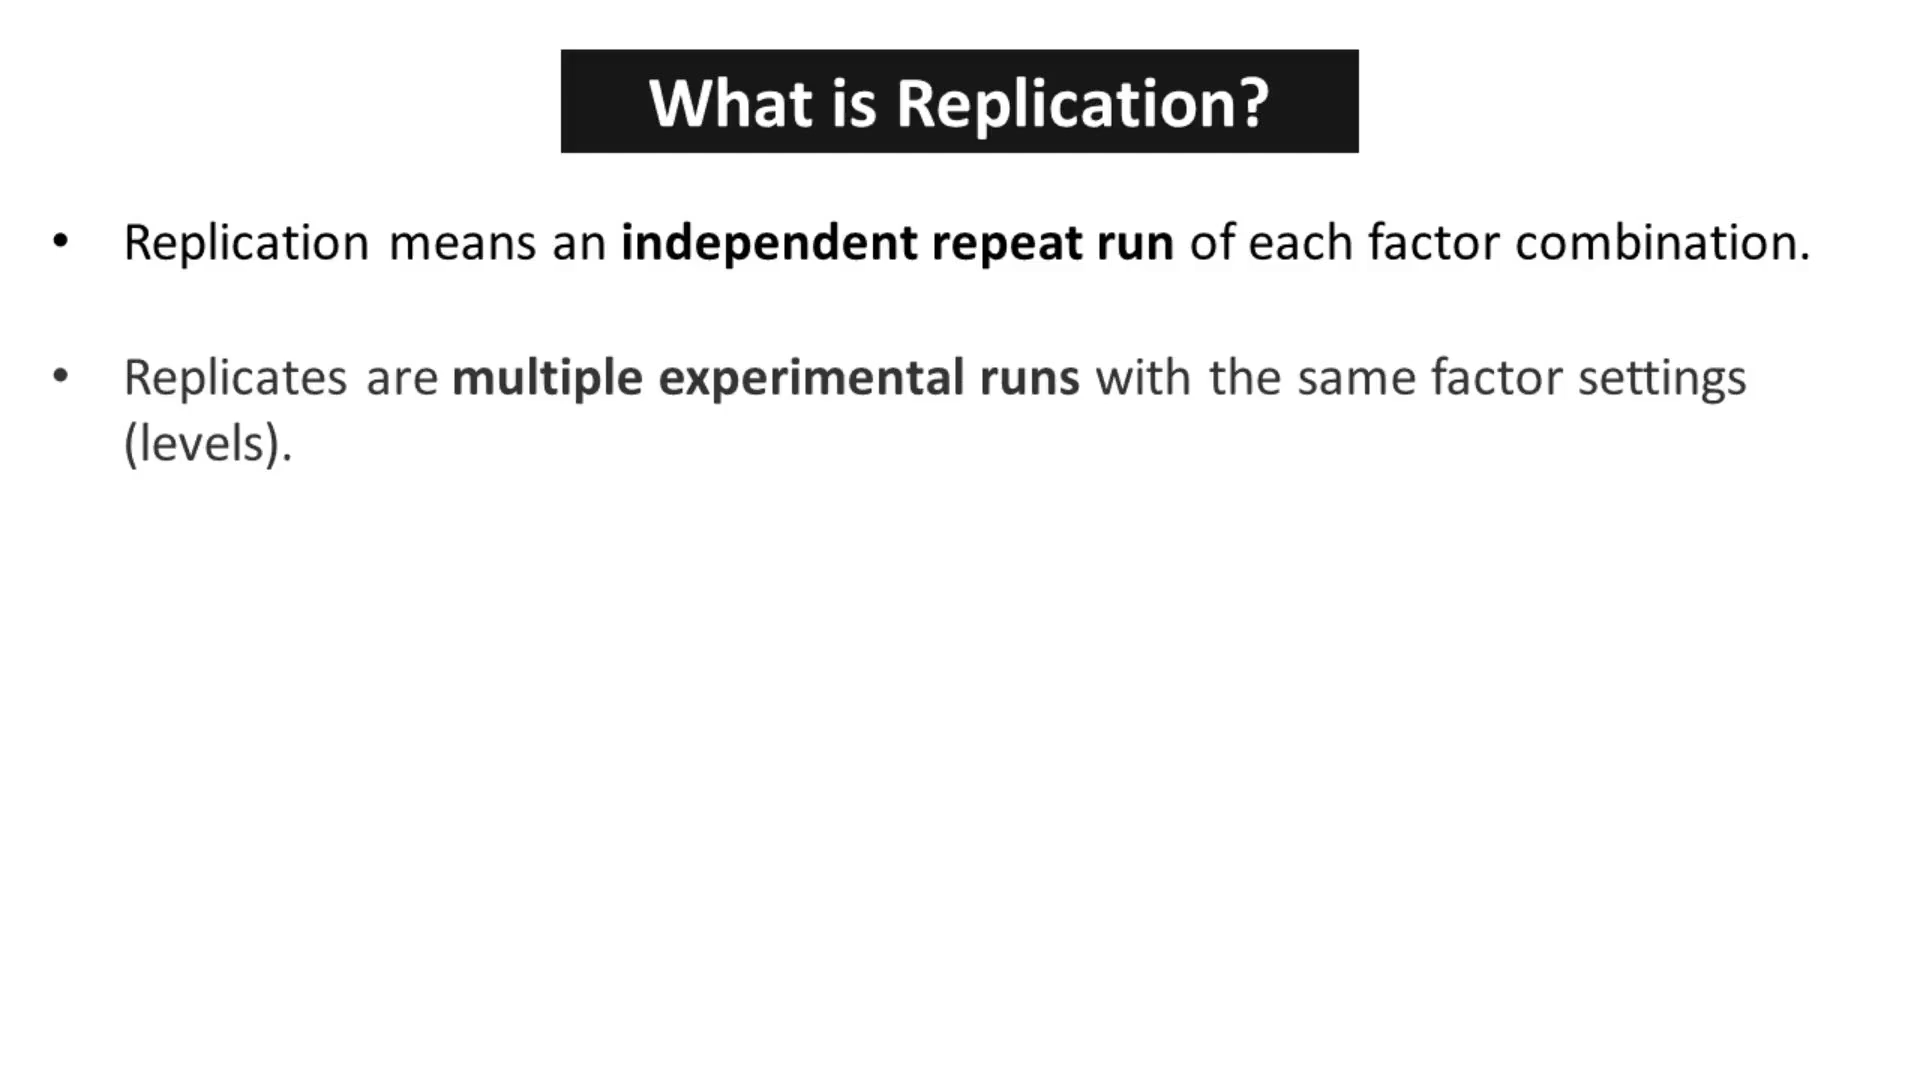 What is Replication?
• Replication means an independent repeat run of each factor combination.
• Replicates are multiple experimental runs with the same factor settings
(levels).